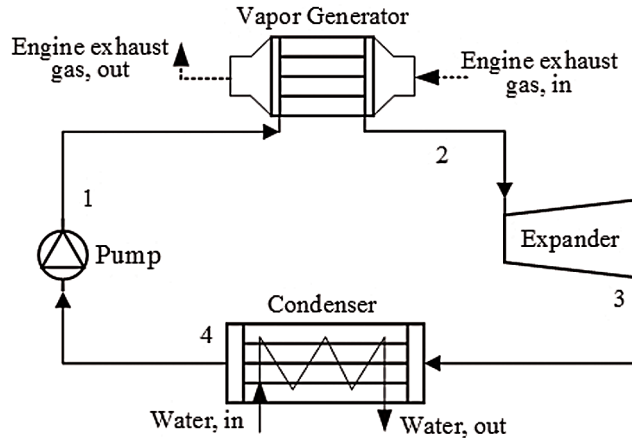 Vapor Generator
Engine exhaust
gas, out
Engine exhaust
gas, in
2
1
Expander
Pump
3
Condenser
4
Water, in
Water, out